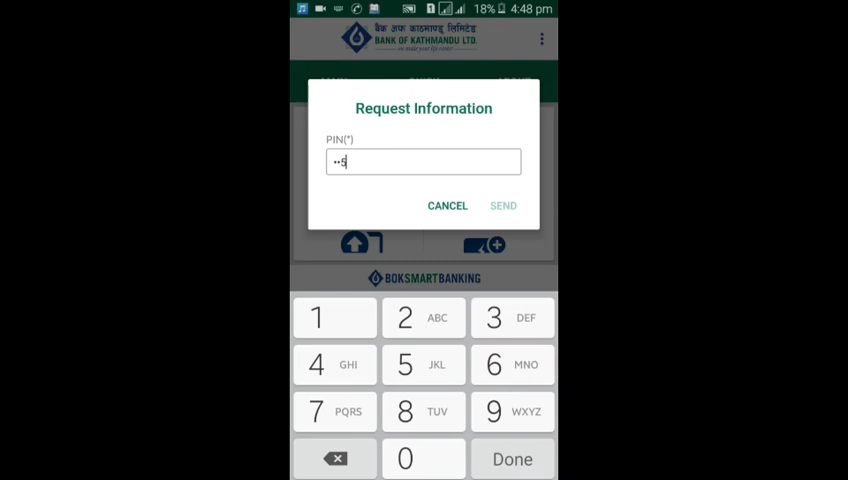 18% 4:48 pm
बैंक अफ काठमाण्डू लिमिटेड
BANK OF KATHMANDU LTD.
we make your life easier
Request Information
PIN(*)
••5
CANCEL SEND
BOKSMARTBANKING
1 2 ABC 3 DEF
4 GHI 5 JKL 6 MNO
7 PQRS 8 TUV 9 WXYZ
0 Done